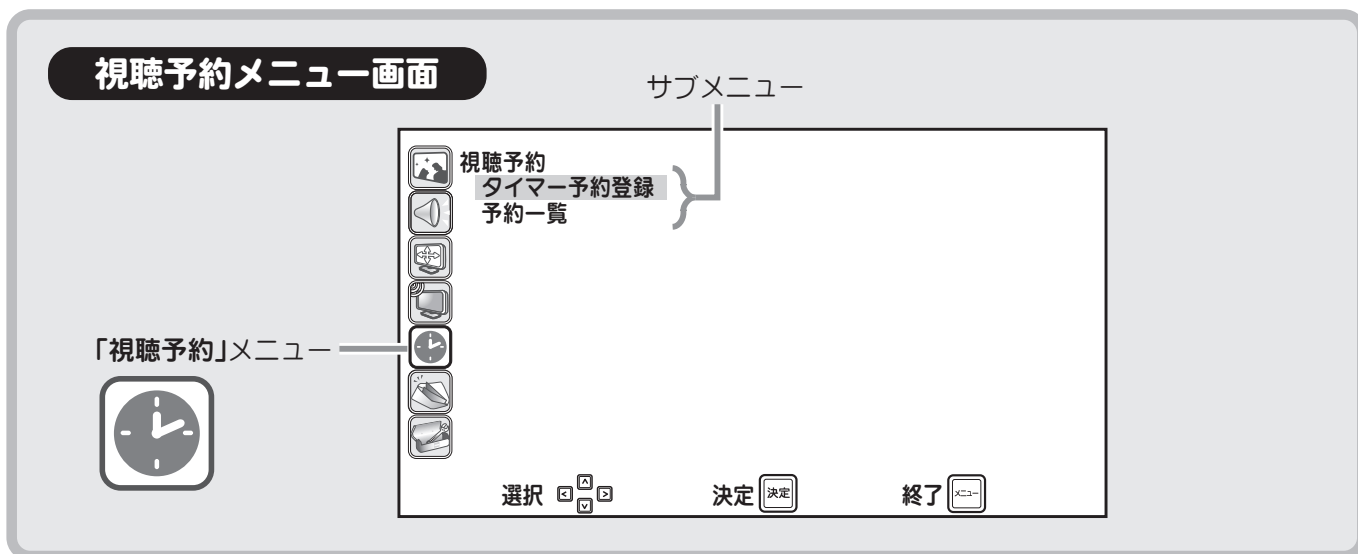 視聴予約メニュー画面
サブメニュー
視聴予約
タイマー予約登録
予約一覧
「視聴予約」メニュー
選択 決定 決定 終了 メニュー